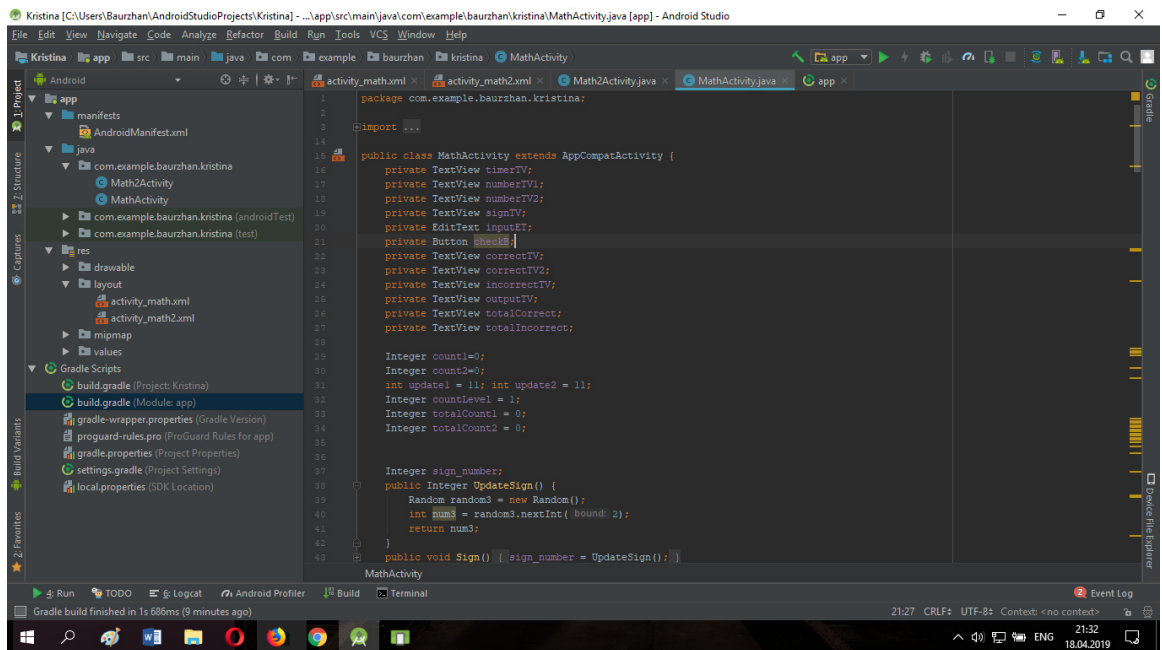 Kristina [C:\Users\Baurzhan\AndroidStudioProjects\Kristina] - ...\app\src\main\java\com\example\baurzhan\kristina\MathActivity.java [app] - Android Studio
File Edit View Navigate Code Analyze Refactor Build Run Tools VCS Window Help
Kristina app src main java com example baurzhan kristina MathActivity
app
Android
activity_math.xml activity_math2.xml Math2Activity.java MathActivity.java app
1: Project
Z: Structure
Captures
Build Variants
2: Favorites
app
manifests
AndroidManifest.xml
java
com.example.baurzhan.kristina
Math2Activity
MathActivity
com.example.baurzhan.kristina (androidTest)
com.example.baurzhan.kristina (test)
res
drawable
layout
activity_math.xml
activity_math2.xml
mipmap
values
Gradle Scripts
build.gradle (Project: Kristina)
build.gradle (Module: app)
gradle-wrapper.properties (Gradle Version)
proguard-rules.pro (ProGuard Rules for app)
gradle.properties (Project Properties)
settings.gradle (Project Settings)
local.properties (SDK Location)
1 package com.example.baurzhan.kristina;
2
3 import ...
14
15 public class MathActivity extends AppCompatActivity {
16 private TextView timerTV;
17 private TextView numberTV1;
18 private TextView numberTV2;
19 private TextView signTV;
20 private EditText inputET;
21 private Button checkB;
22 private TextView correctTV;
23 private TextView correctTV2;
24 private TextView incorrectTV;
25 private TextView outputTV;
26 private TextView totalCorrect;
27 private TextView totalIncorrect;
28
29 Integer count1=0;
30 Integer count2=0;
31 int update1 = 11; int update2 = 11;
32 Integer countLevel = 1;
33 Integer totalCount1 = 0;
34 Integer totalCount2 = 0;
35
36
37 Integer sign_number;
38 public Integer UpdateSign() {
39 Random random3 = new Random();
40 int num3 = random3.nextInt( bound: 2);
41 return num3;
42 }
43 public void Sign() { sign_number = UpdateSign(); }
MathActivity
Gradle
Device File Explorer
4: Run TODO 6: Logcat Android Profiler Build Terminal
2 Event Log
Gradle build finished in 1s 686ms (9 minutes ago)
21:27 CRLF UTF-8 Context: <no context>
ENG
21:32
18.04.2019